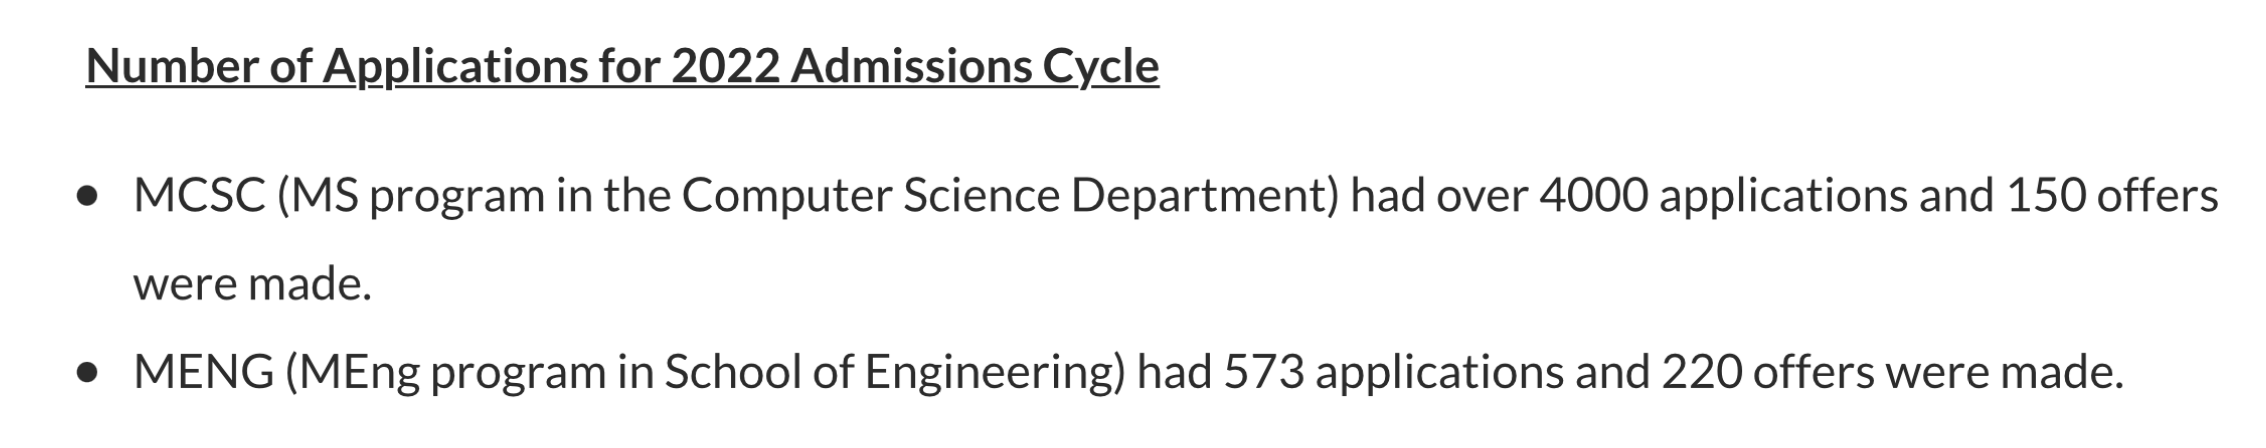 Number of Applications for 2022 Admissions Cycle
● MCSC (MS program in the Computer Science Department) had over 4000 applications and 150 offers
were made.
● MENG (MEng program in School of Engineering) had 573 applications and 220 offers were made.